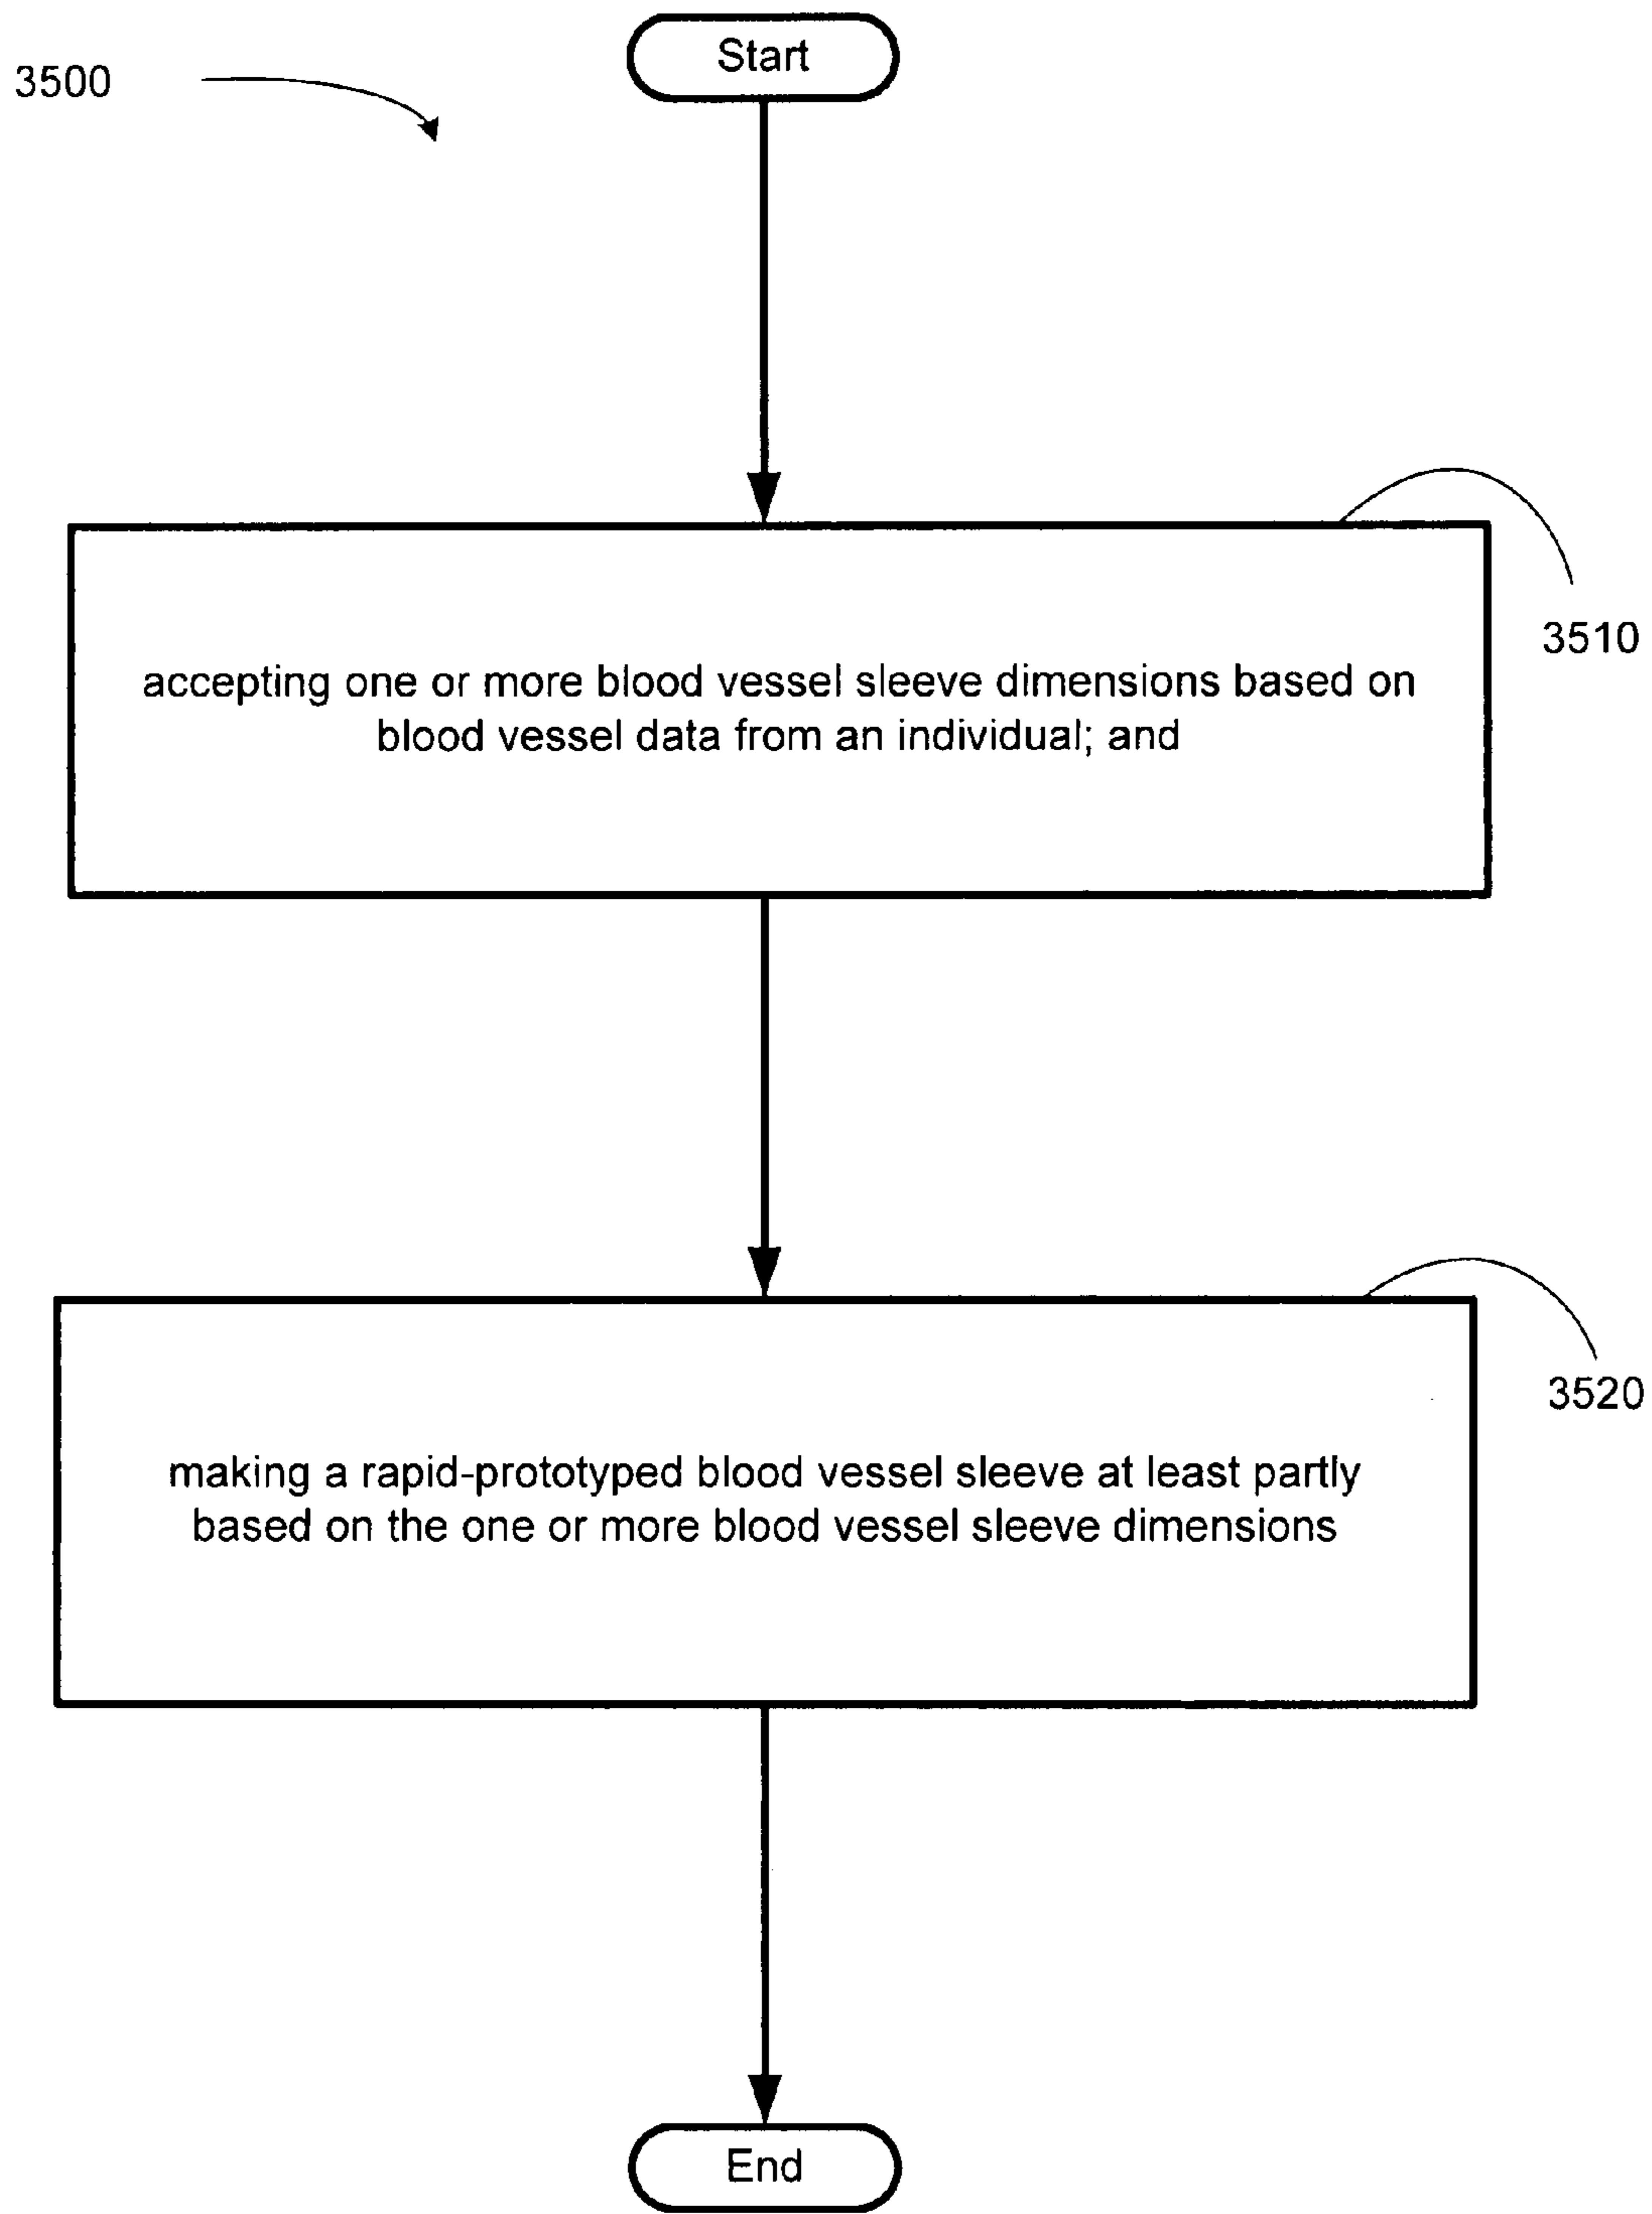 Start
3500
3510
accepting one or more blood vessel sleeve dimensions based on
blood vessel data from an individual; and
3520
making a rapid-prototyped blood vessel sleeve at least partly
based on the one or more blood vessel sleeve dimensions
End